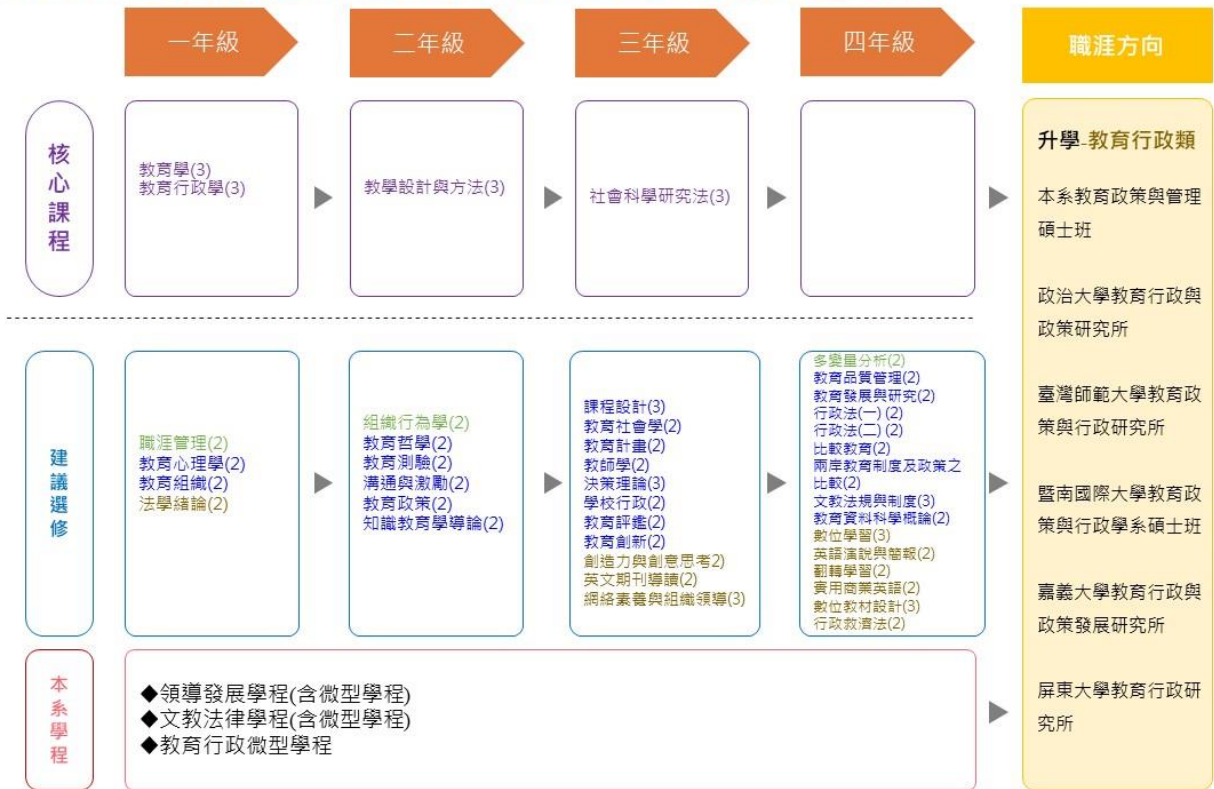 一年級
二年級
三年級
四年級
職涯方向
核心課程
教育學(3)
教育行政學(3)
教學設計與方法(3)
社會科學研究法(3)
建議選修
職涯管理(2)
教育心理學(2)
教育組織(2)
法學緒論(2)
組織行為學(2)
教育哲學(2)
教育測驗(2)
溝通與激勵(2)
教育政策(2)
知識教育學導論(2)
課程設計(3)
教育社會學(2)
教育計畫(2)
教師學(2)
決策理論(3)
學校行政(2)
教育評鑑(2)
教育創新(2)
創造力與創意思考2)
英文期刊導讀(2)
網絡素養與組織領導(3)
多變量分析(2)
教育品質管理(2)
教育發展與研究(2)
行政法(一) (2)
行政法(二) (2)
比較教育(2)
兩岸教育制度及政策之
比較(2)
文教法規與制度(3)
教育資料科學概論(2)
數位學習(3)
英語演說與簡報(2)
翻轉學習(2)
實用商業英語(2)
數位教材設計(3)
行政救濟法(2)
本系學程
◆領導發展學程(含微型學程)
◆文教法律學程(含微型學程)
◆教育行政微型學程
升學-教育行政類
本系教育政策與管理
碩士班
政治大學教育行政與
政策研究所
臺灣師範大學教育政
策與行政研究所
暨南國際大學教育政
策與行政學系碩士班
嘉義大學教育行政與
政策發展研究所
屏東大學教育行政研
究所